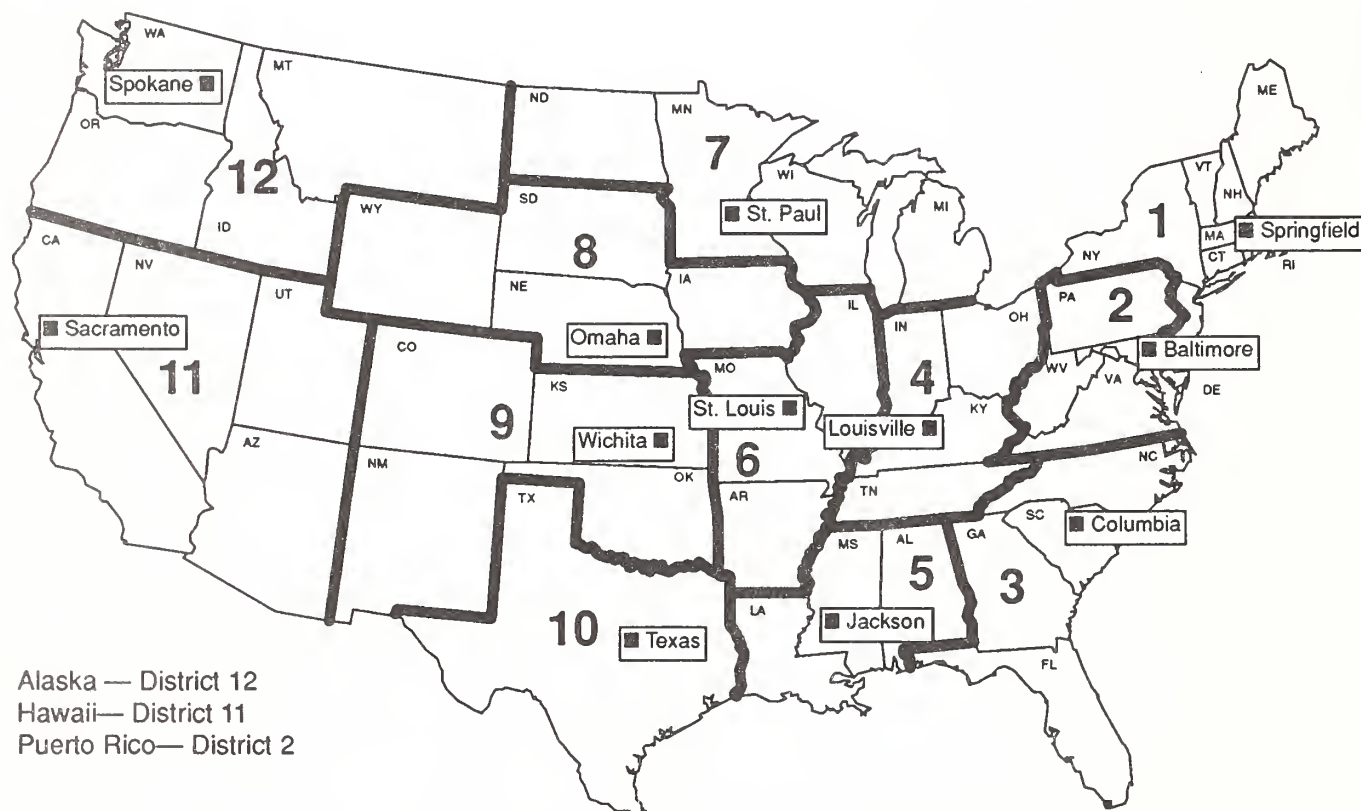 WA
MT
ND
MN
ME
Spokane
OR
12
7
WI
VT
NH
ID
WY
SD
St. Paul
MI
1
MA
Springfield
CA
NV
UT
8
NY
CT
RI
NE
IA
IL
PA
2
Sacramento
Omaha
IN
OH
Baltimore
11
CO
MO
4
WV
VA
DE
KS
9
St. Louis
Louisville
KY
Wichita
AZ
NM
OK
6
NC
TX
AR
TN
SC
Columbia
MS
AL
GA
5
3
LA
10
Texas
Jackson
FL
Alaska — District 12
Hawaii— District 11
Puerto Rico— District 2